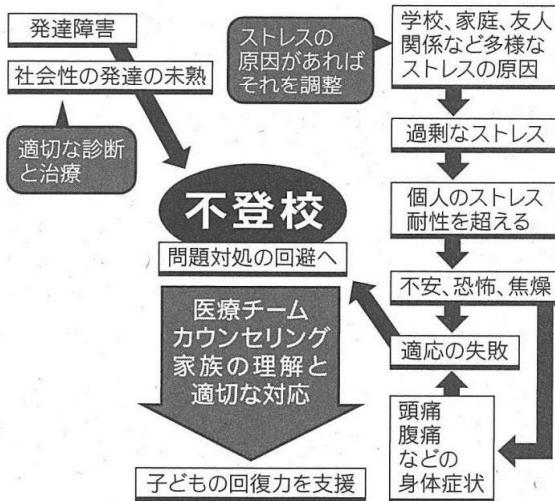 発達障害
社会性の発達の未熟
適切な診断
と治療
ストレスの
原因があれば
それを調整
学校、家庭、友人
関係など多様な
ストレスの原因
過剰なストレス
個人のストレス
耐性を超える
不安、恐怖、焦燥
適応の失敗
頭痛
腹痛
などの
身体症状
不登校
問題対処の回避へ
医療チーム
カウンセリング
家族の理解と
適切な対応
子どもの回復力を支援